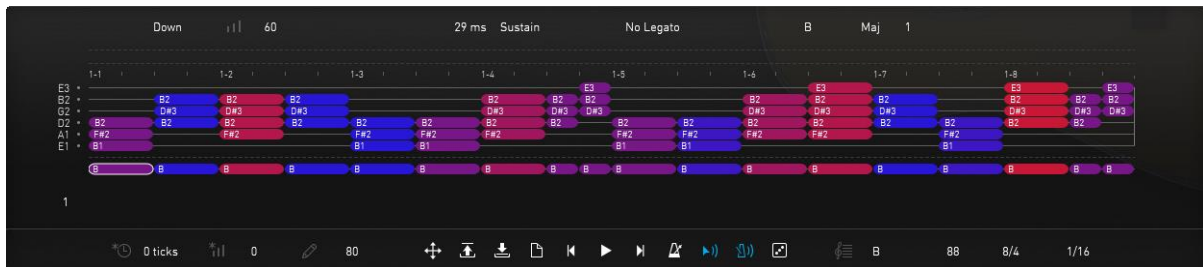 Down 60 29 ms Sustain No Legato B Maj 1
1-1 1-2 1-3 1-4 1-5 1-6 1-7 1-8
E3 E3 E3 E3 E3
B2 B2 B2 B2 B2 B2 B2 B2 B2 B2 B2 B2 B2
G2 D#3 D#3 D#3 D#3 D#3 D#3 D#3 D#3 D#3 D#3 D#3 D#3
D2 B2 B2 B2 B2 B2 B2 B2 B2 B2 B2 B2 B2 B2 B2 B2 B2
A1 F#2 F#2 F#2 F#2 F#2 F#2 F#2 F#2 F#2 F#2
E1 B1 B1 B1 B1 B1 B1
B B B B B B B B B B B B B B B B B B
1
0 ticks 0 80 B 88 8/4 1/16